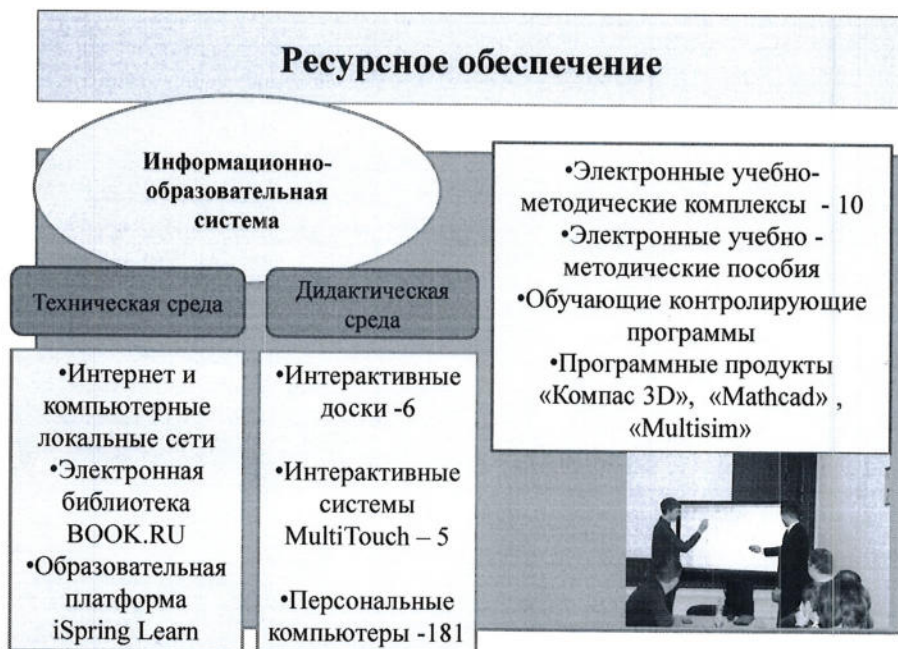 Ресурсное обеспечение
Информационно-
образовательная
система
Техническая среда
•Интернет и
компьютерные
локальные сети
•Электронная
библиотека
BOOK.RU
•Образовательная
платформа
iSpring Learn
Дидактическая
среда
•Интерактивные
доски -6
•Интерактивные
системы
MultiTouch – 5
•Персональные
компьютеры -181
•Электронные учебно-
методические комплексы - 10
•Электронные учебно -
методические пособия
•Обучающие контролирующие
программы
•Программные продукты
«Компас 3D», «Mathcad» ,
«Multisim»